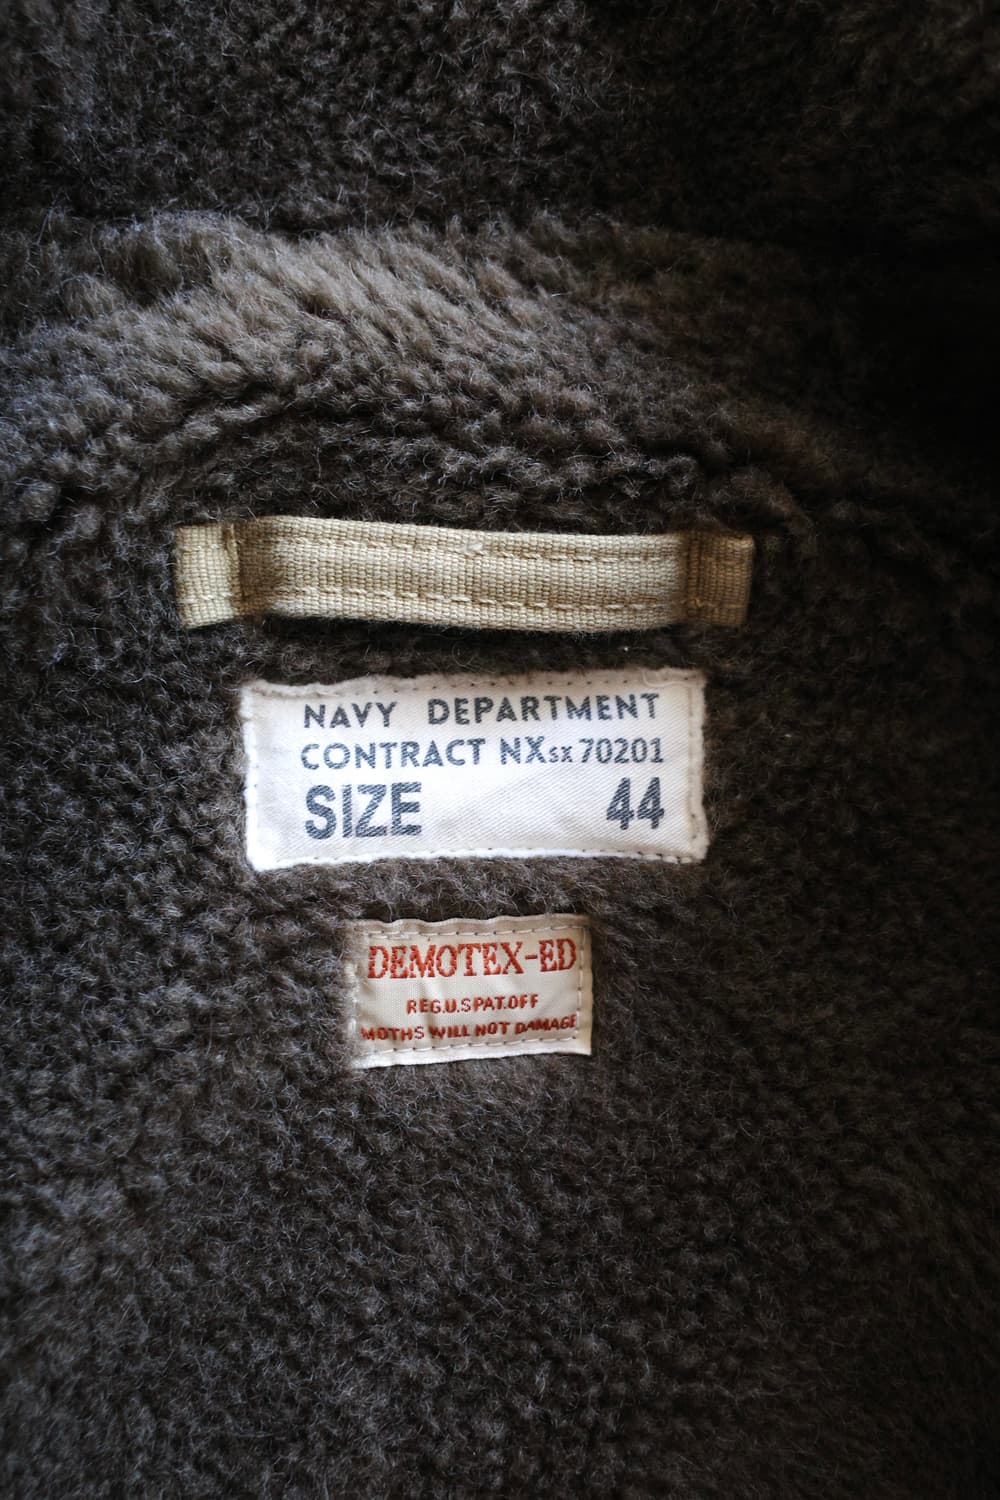 NAVY DEPARTMENT
CONTRACT NXsx 70201
SIZE 44
DEMOTEX-ED
REG.U.S.PAT.OFF
MOTHS WILL NOT DAMAGE